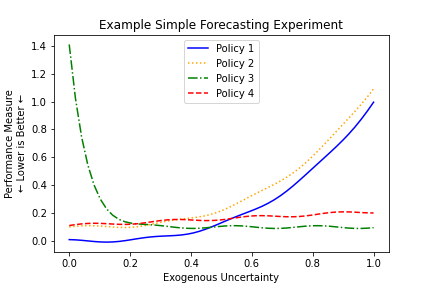 Example Simple Forecasting Experiment
Performance Measure
← Lower is Better ←
1.4
1.2
1.0
0.8
0.6
0.4
0.2
0.0
Policy 1
Policy 2
Policy 3
Policy 4
0.0 0.2 0.4 0.6 0.8 1.0
Exogenous Uncertainty